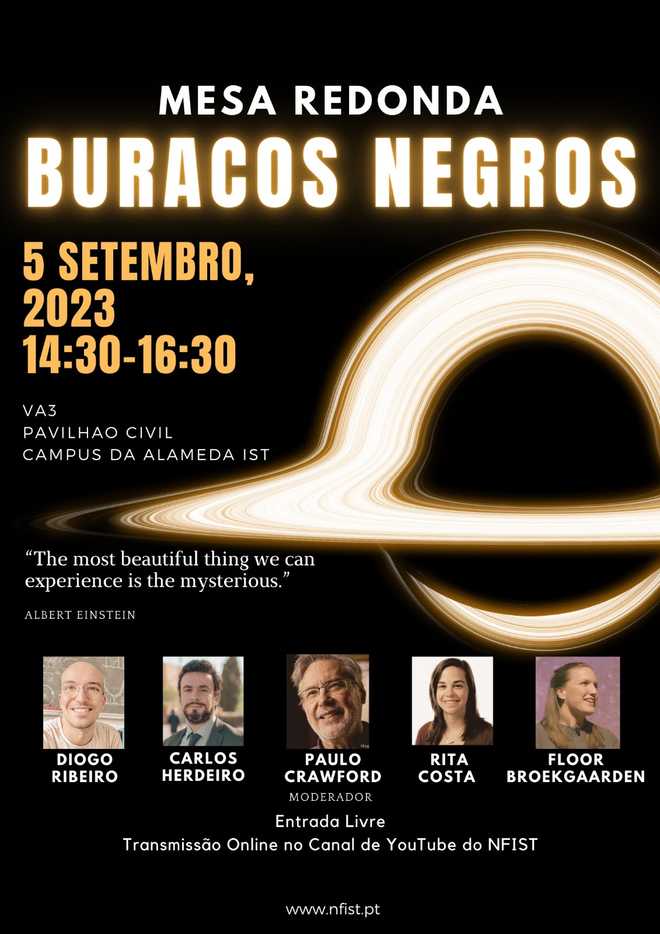 MESA REDONDA
BURACOS NEGROS
5 SETEMBRO,
2023
14:30-16:30
VA3
PAVILHAO CIVIL
CAMPUS DA ALAMEDA IST
“The most beautiful thing we can
experience is the mysterious.”
ALBERT EINSTEIN
DIOGO
RIBEIRO
CARLOS
HERDEIRO
PAULO
CRAWFORD
MODERADOR
RITA
COSTA
FLOOR
BROEKGAARDEN
Entrada Livre
Transmissão Online no Canal de YouTube do NFIST
www.nfist.pt